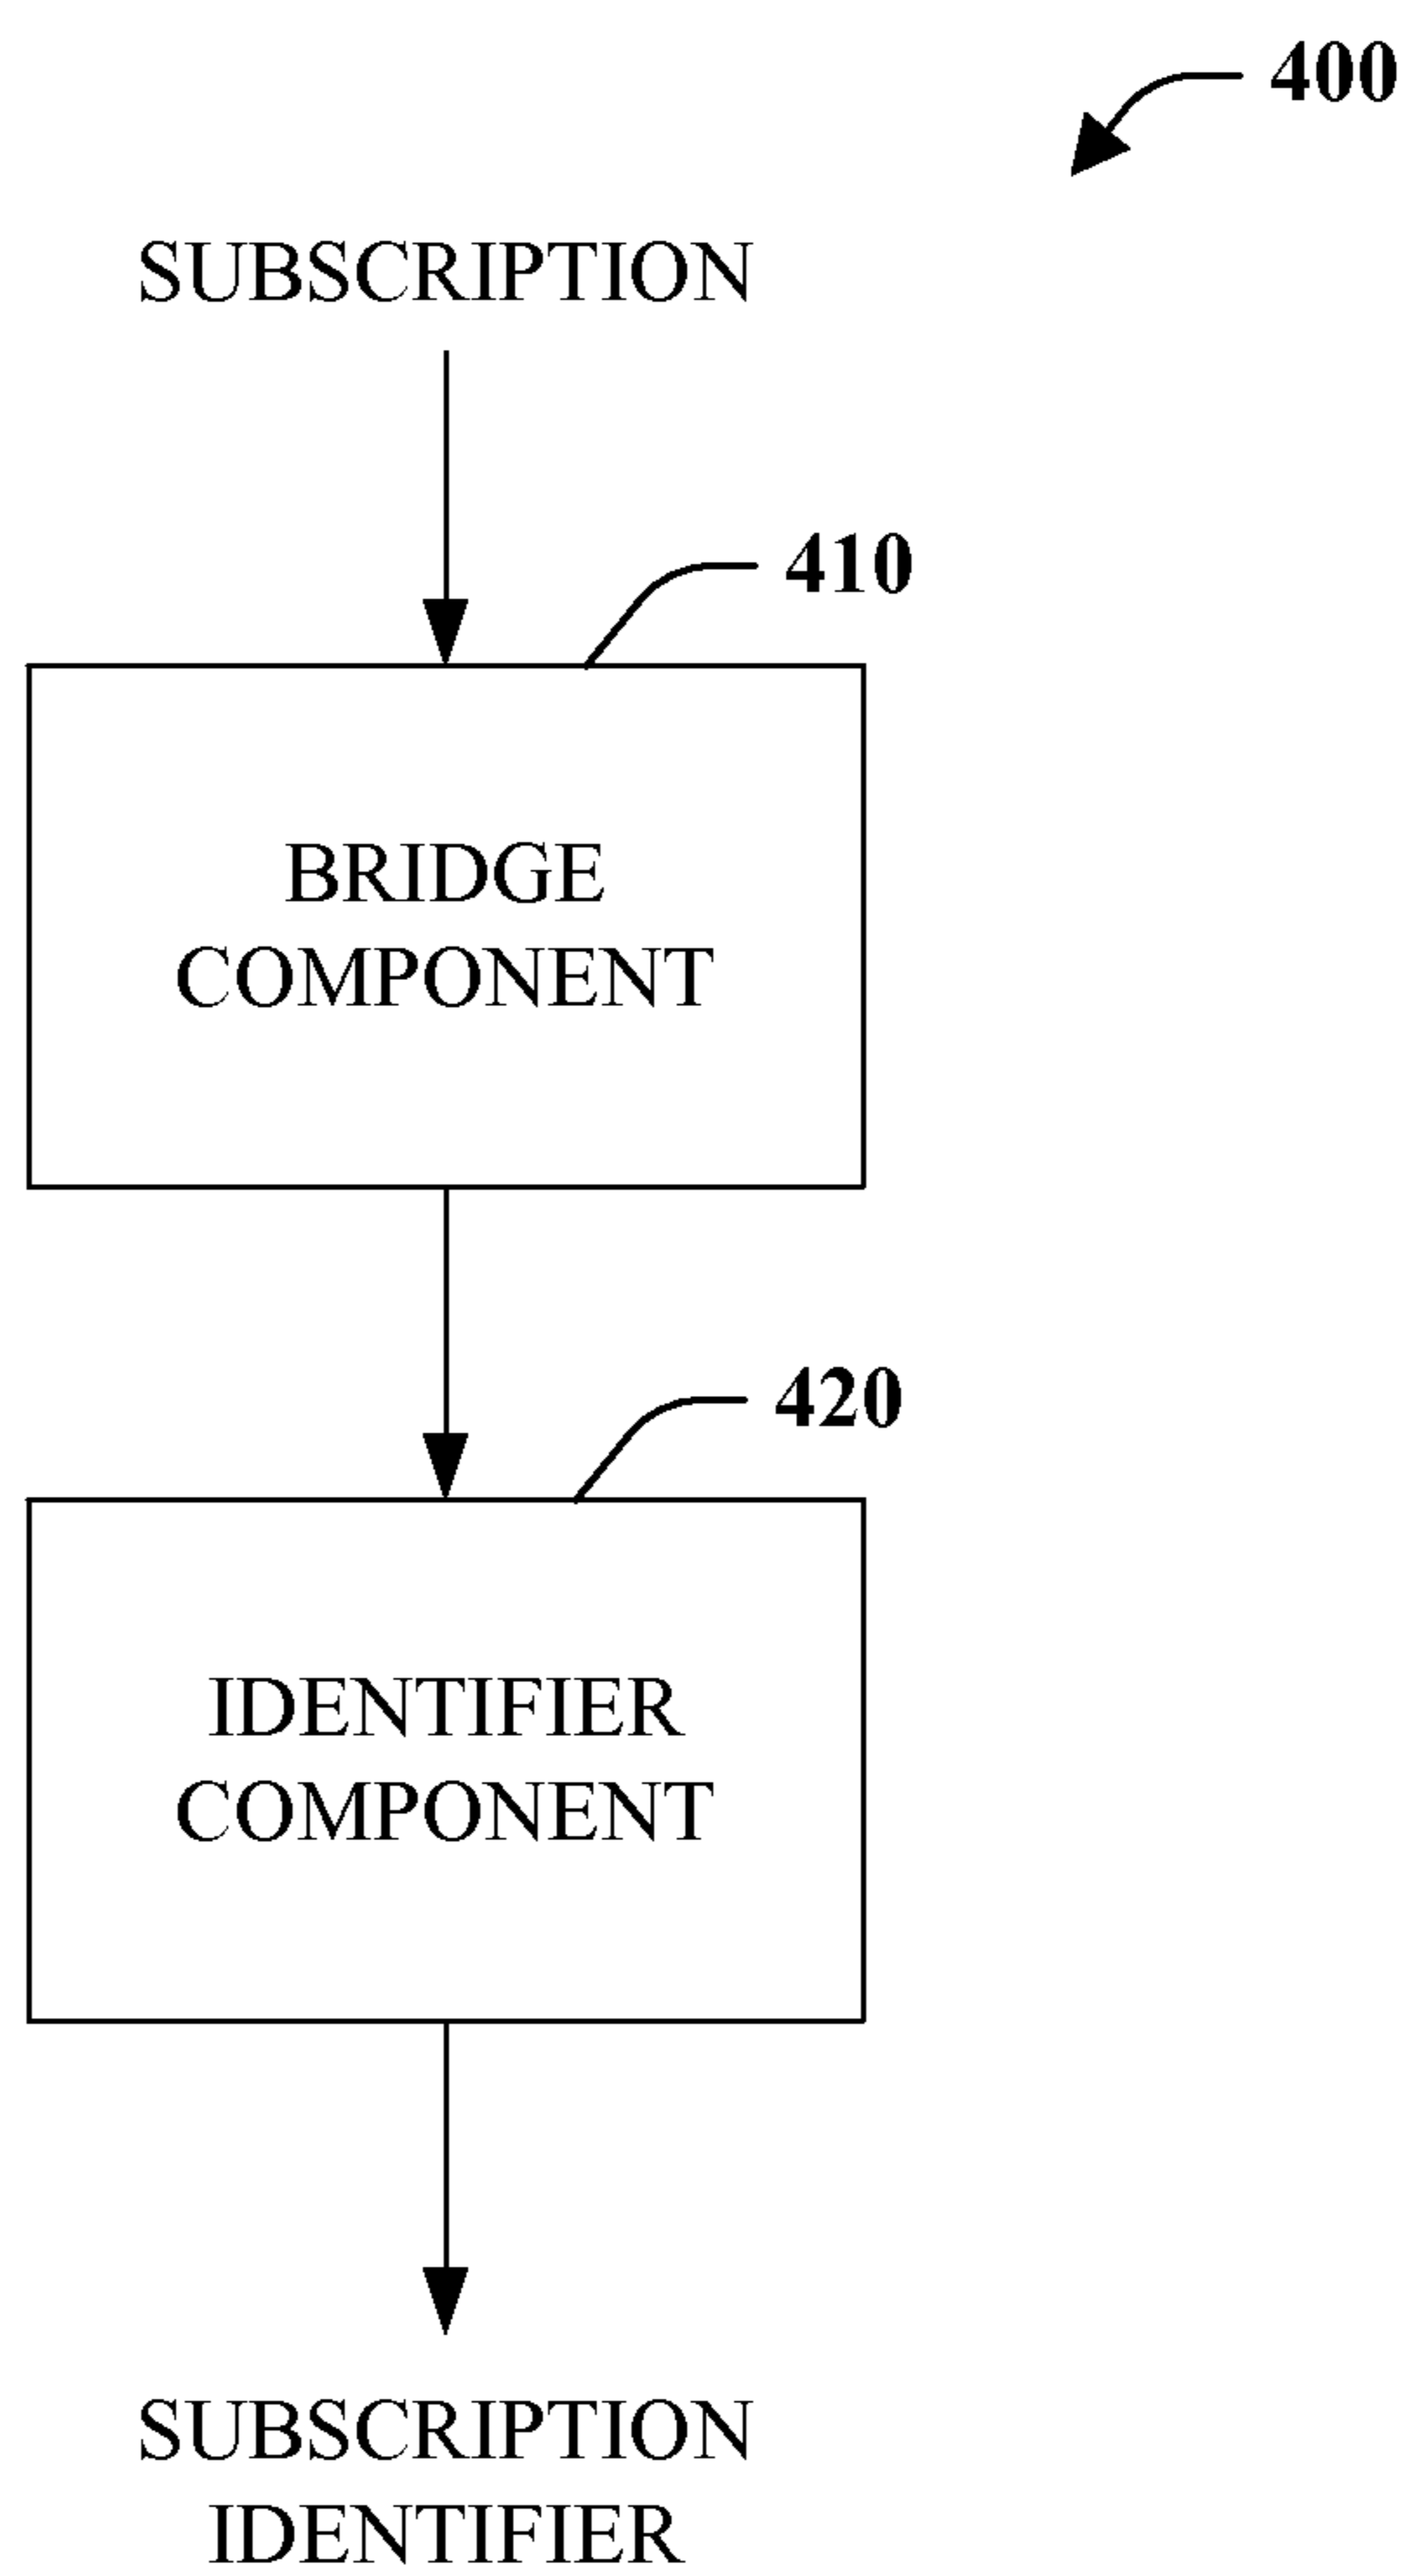 400
SUBSCRIPTION
410
BRIDGE
COMPONENT
420
IDENTIFIER
COMPONENT
SUBSCRIPTION
IDENTIFIER